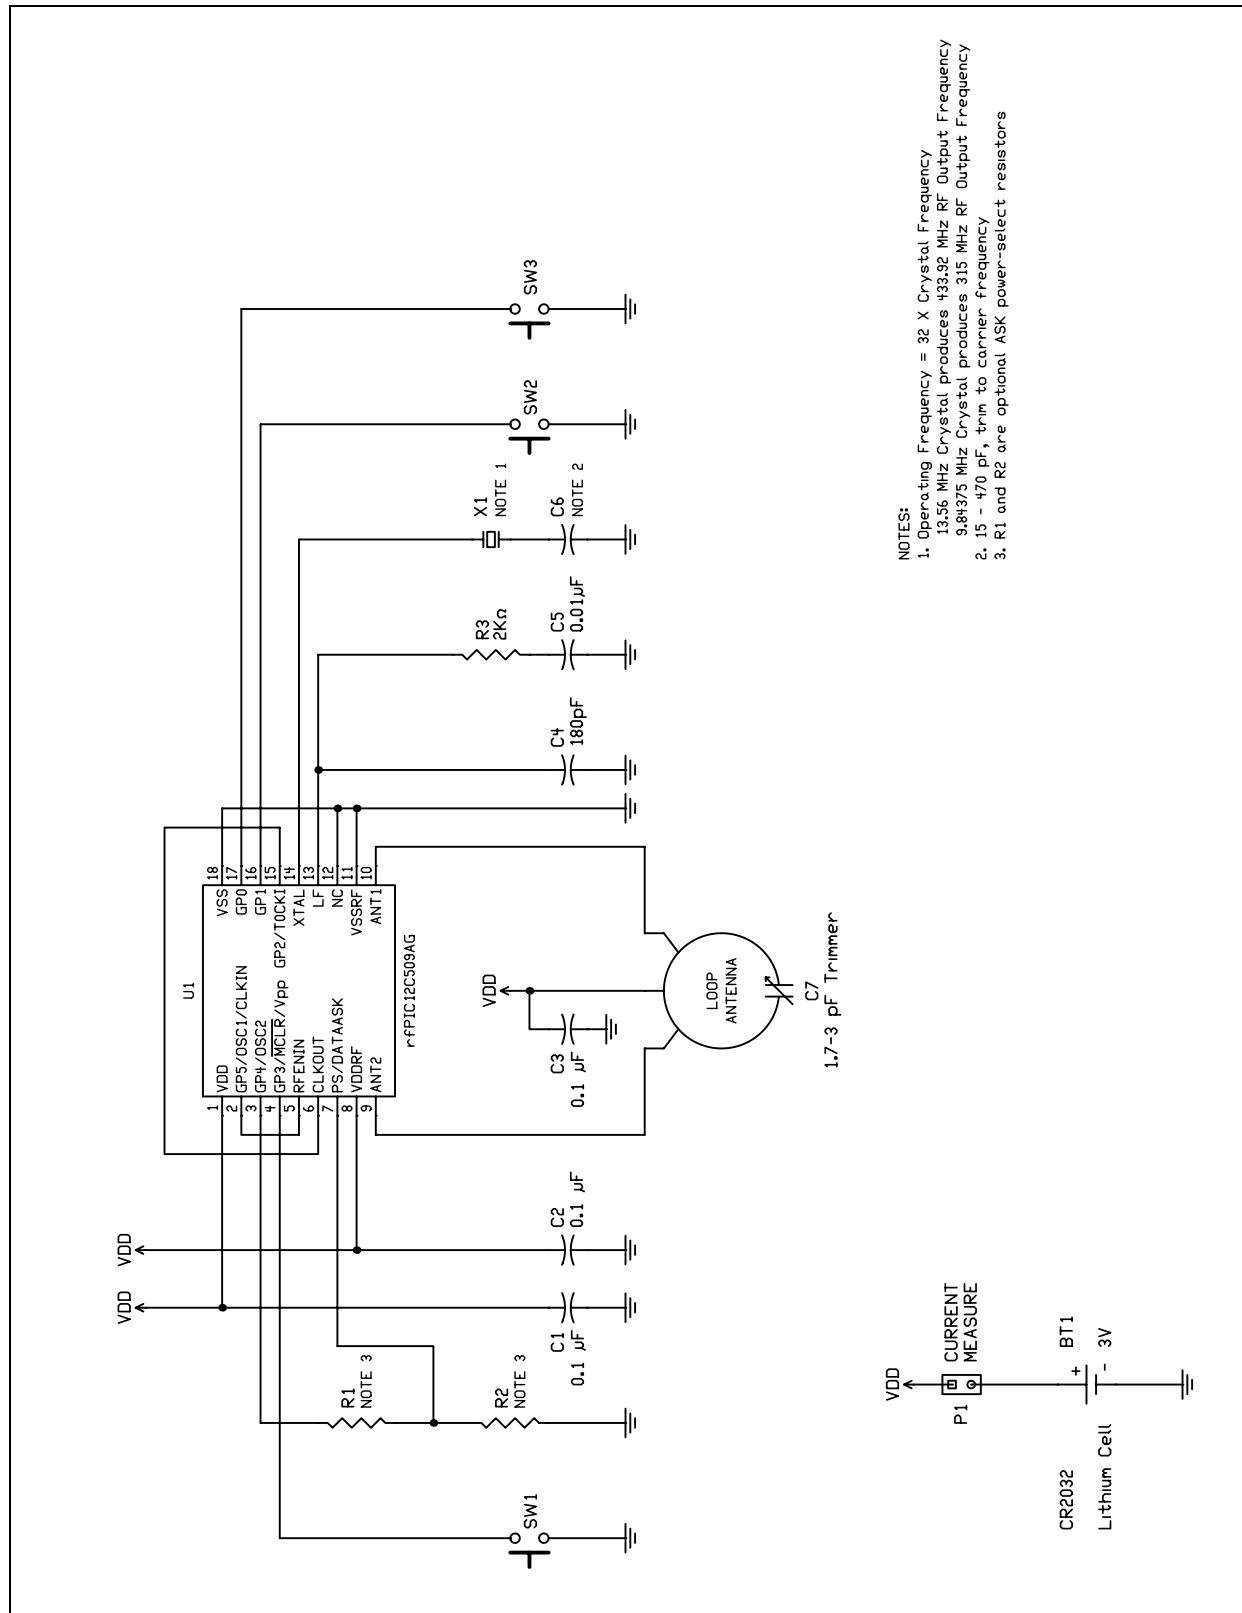 VDD
VDD
SW1
R1
NOTE 3
R2
NOTE 3
C1
0.1 µF
C2
0.1 µF
U1
1 VDD
2 GP5/OSC1/CLKIN
3 GP4/OSC2
4 GP3/MCLR/Vpp
5 RFENIN
6 CLKOUT
7 PS/DATAASK
8 VDDRF
9 ANT2
VSS 18
GP0 17
GP1 16
GP2/T0CKI 15
XTAL 14
LF 13
NC 12
VSSRF 11
ANT1 10
rfPIC12C509AG
VDD
C3
0.1 µF
LOOP
ANTENNA
C7
1.7-3 pF Trimmer
C4
180pF
R3
2KΩ
C5
0.01µF
X1
NOTE 1
C6
NOTE 2
SW2
SW3
VDD
P1
CURRENT
MEASURE
CR2032
Lithium Cell
+ BT1
- 3V
NOTES:
1. Operating Frequency = 32 X Crystal Frequency
13.56 MHz Crystal produces 433.92 MHz RF Output Frequency
9.84375 MHz Crystal produces 315 MHz RF Output Frequency
2. 15 - 470 pF, trim to carrier frequency
3. R1 and R2 are optional ASK power-select resistors